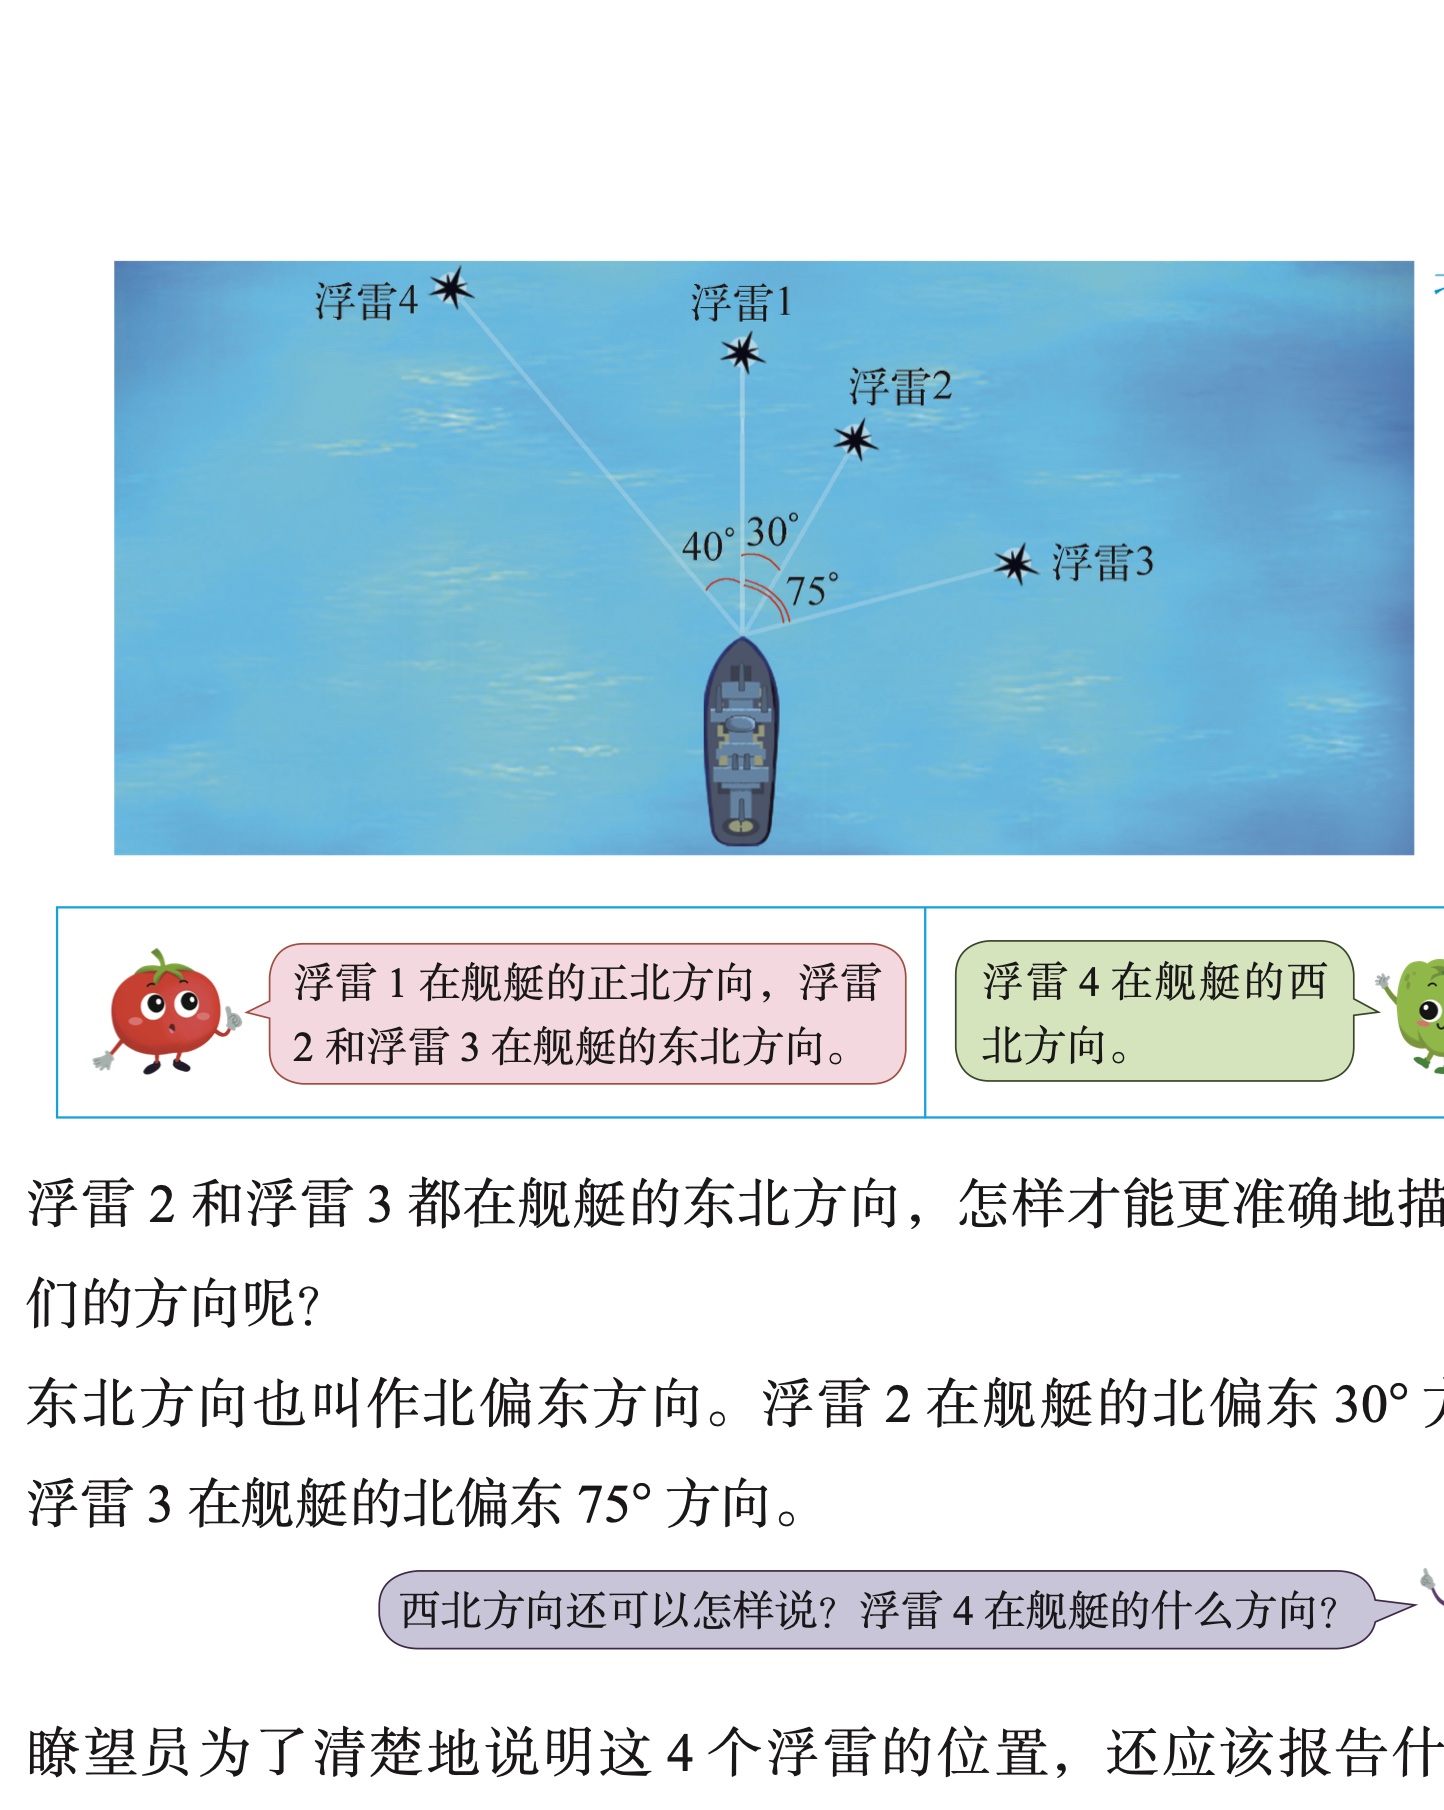 浮雷4
浮雷1
浮雷2
40°
30°
75°
浮雷3
浮雷 1 在舰艇的正北方向，浮雷
2 和浮雷 3 在舰艇的东北方向。
浮雷 4 在舰艇的西
北方向。
浮雷 2 和浮雷 3 都在舰艇的东北方向，怎样才能更准确地描
们的方向呢？
东北方向也叫作北偏东方向。浮雷 2 在舰艇的北偏东 30°
浮雷 3 在舰艇的北偏东 75° 方向。
西北方向还可以怎样说？浮雷 4 在舰艇的什么方向？
瞭望员为了清楚地说明这 4 个浮雷的位置，还应该报告什